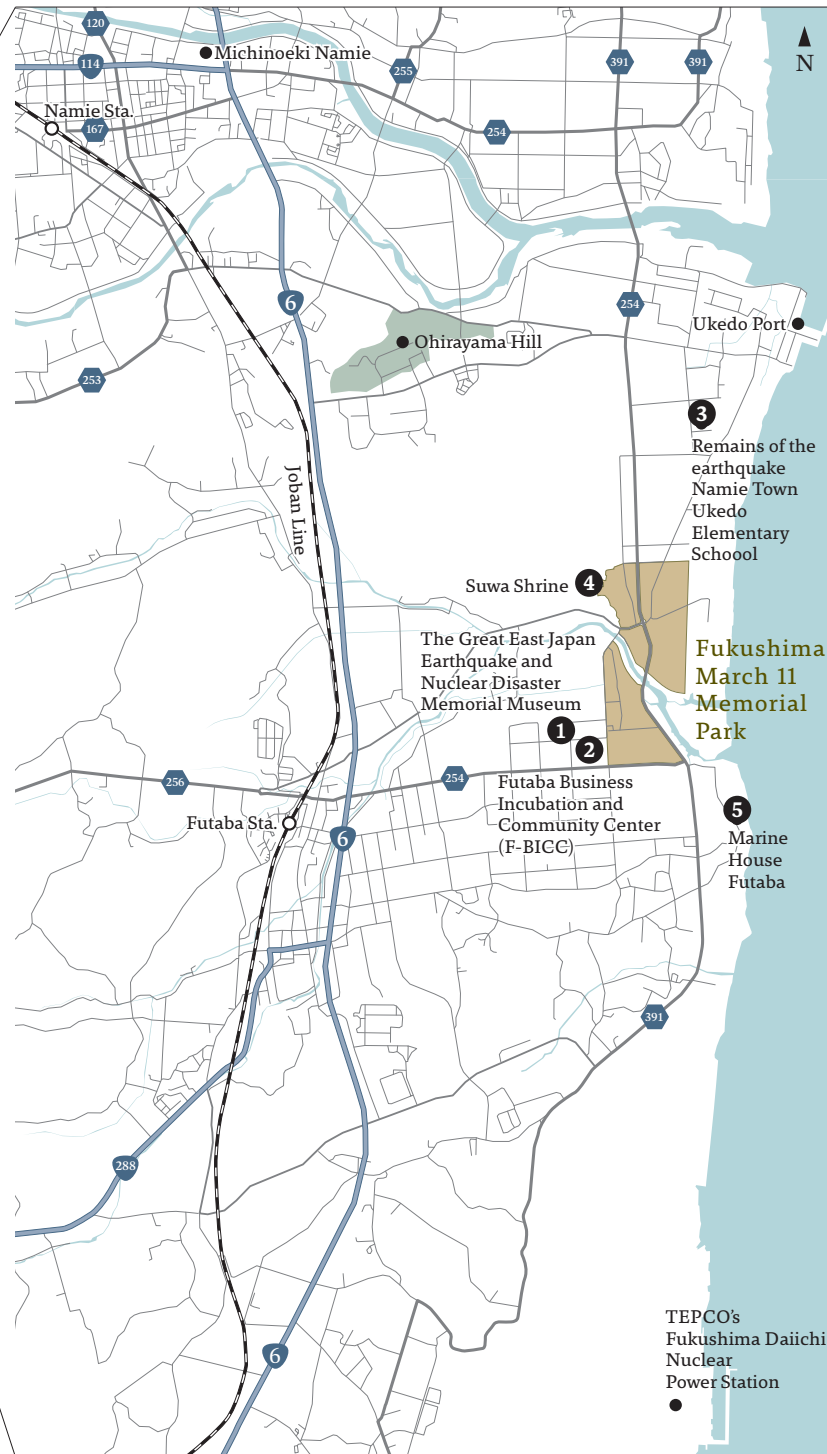 120
391
391
N
Michinoeki Namie
114
255
Namie Sta.
167
254
6
254
Ukedo Port
Ohirayama Hill
253
3
Remains of the
earthquake
Namie Town
Ukedo
Elementary
Schoool
Joban Line
Suwa Shrine
4
The Great East Japan
Earthquake and
Nuclear Disaster
Memorial Museum
Fukushima
March 11
Memorial
Park
1
2
256
254
Futaba Business
Incubation and
Community Center
(F-BICC)
Futaba Sta.
6
5
Marine
House
Futaba
391
288
TEPCO's
Fukushima Daiichi
Nuclear
Power Station
6